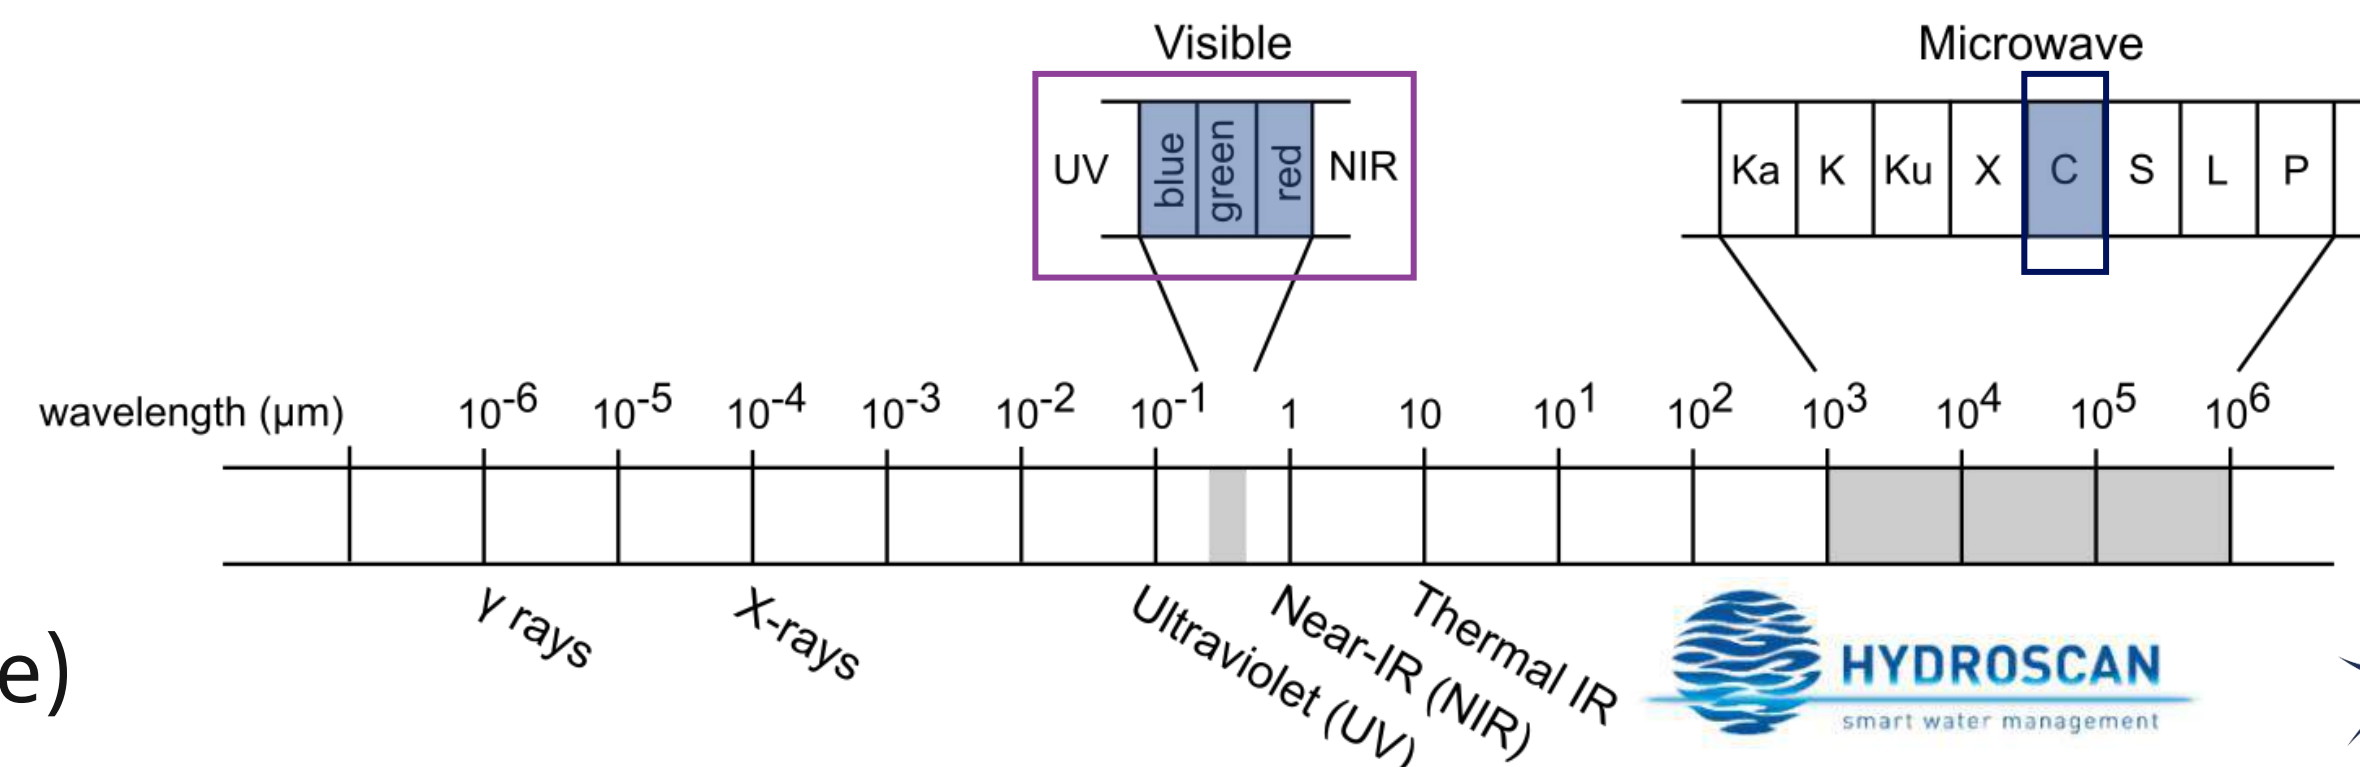 Visible
Microwave
UV blue green red NIR
Ka K Ku X C S L P
wavelength (μm) 10⁻⁶ 10⁻⁵ 10⁻⁴ 10⁻³ 10⁻² 10⁻¹ 1 10 10¹ 10² 10³ 10⁴ 10⁵ 10⁶
γ rays
X-rays
Ultraviolet (UV)
Near-IR (NIR)
Thermal IR
e)
HYDROSCAN
smart water management